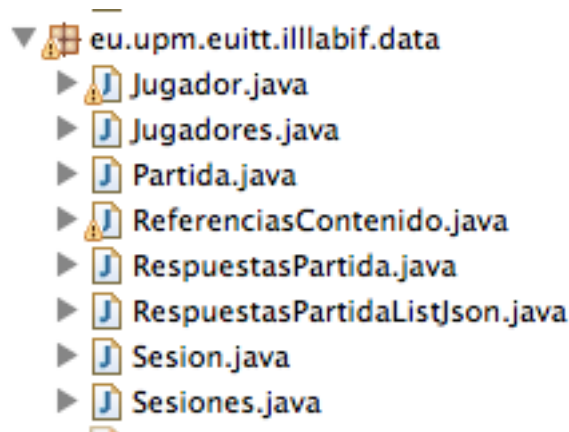 eu.upm.euitt.illlabif.data
Jugador.java
Jugadores.java
Partida.java
ReferenciasContenido.java
RespuestasPartida.java
RespuestasPartidaListJson.java
Sesion.java
Sesiones.java